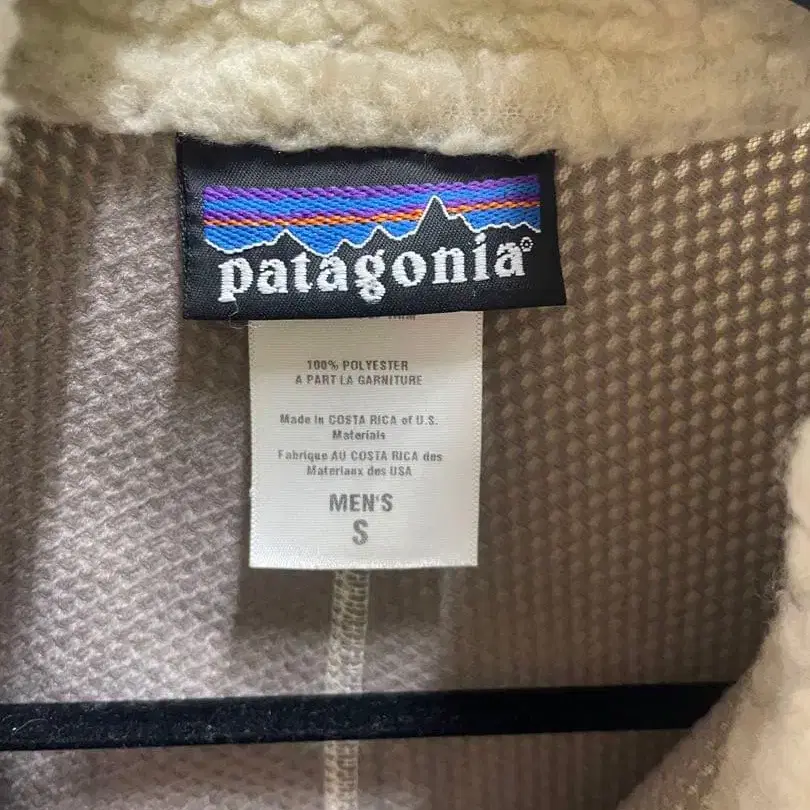 patagonia®
100% POLYESTER
A PART LA GARNITURE
Made in COSTA RICA of U.S.
Materials
Fabrique AU COSTA RICA des
Materiaux des USA
MEN'S
S